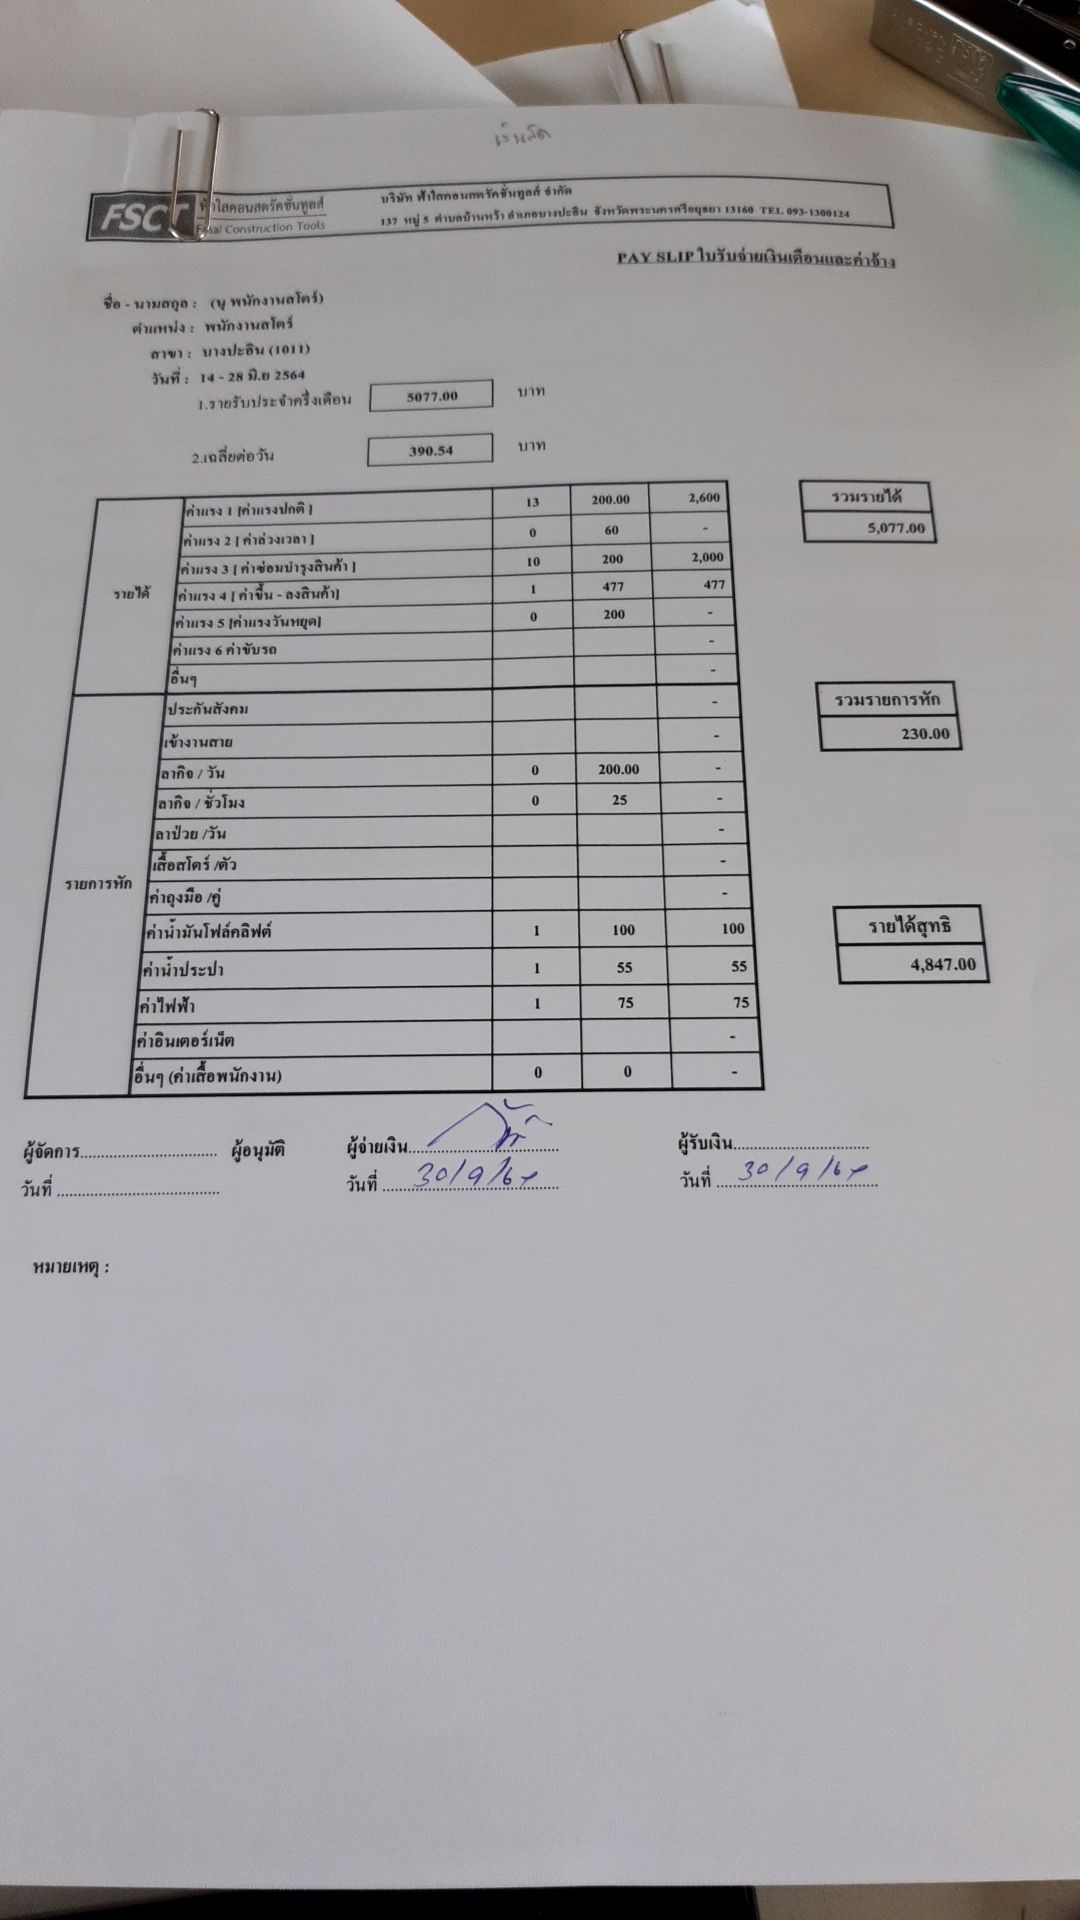 เงินสด
FSCT ฟ้าใสคอนสตรัคชั่นทูลส์
Fasai Construction Tools
บริษัท ฟ้าใสคอนสตรัคชั่นทูลส์ จำกัด
137 หมู่ 5 ตำบลบ้านหว้า อำเภอบางปะอิน จังหวัดพระนครศรีอยุธยา 13160 TEL 093-1300124
PAY SLIP ใบรับจ่ายเงินเดือนและค่าจ้าง
ชื่อ - นามสกุล : (นุ พนักงานสโตร์)
ตำแหน่ง : พนักงานสโตร์
สาขา : บางปะอิน (1011)
วันที่ : 14 - 28 มิ.ย 2564
1.รายรับประจำครึ่งเดือน 5077.00 บาท
2.เฉลี่ยต่อวัน 390.54 บาท
รายได้
ค่าแรง 1 [ค่าแรงปกติ ] 13 200.00 2,600
ค่าแรง 2 [ ค่าล่วงเวลา ] 0 60 -
ค่าแรง 3 [ ค่าซ่อมบำรุงสินค้า ] 10 200 2,000
ค่าแรง 4 [ ค่าขึ้น - ลงสินค้า] 1 477 477
ค่าแรง 5 [ค่าแรงวันหยุด] 0 200 -
ค่าแรง 6 ค่าขับรถ -
อื่นๆ -
รวมรายได้
5,077.00
รายการหัก
ประกันสังคม -
เข้างานสาย -
ลากิจ / วัน 0 200.00 -
ลากิจ / ชั่วโมง 0 25 -
ลาป่วย /วัน -
เสื้อสโตร์ /ตัว -
ค่าถุงมือ /คู่ -
ค่าน้ำมันโฟล์คลิฟต์ 1 100 100
ค่าน้ำประปา 1 55 55
ค่าไฟฟ้า 1 75 75
ค่าอินเตอร์เน็ต -
อื่นๆ (ค่าเสื้อพนักงาน) 0 0 -
รวมรายการหัก
230.00
รายได้สุทธิ
4,847.00
ผู้จัดการ................................ ผู้อนุมัติ ผู้จ่ายเงิน................................ ผู้รับเงิน................................
วันที่ ................................ วันที่ 30/9/64 วันที่ 30/9/64
หมายเหตุ :